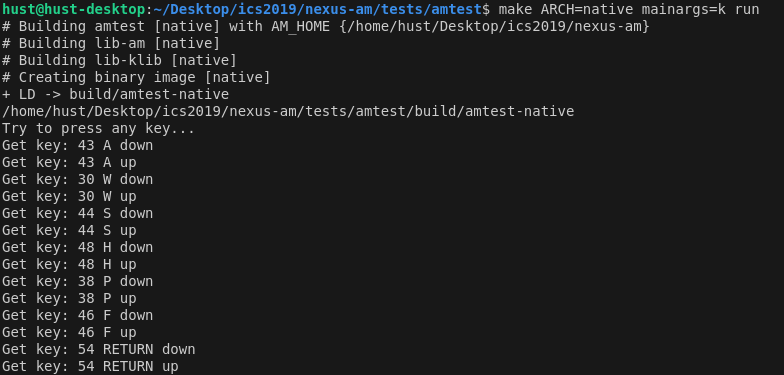 hust@hust-desktop:~/Desktop/ics2019/nexus-am/tests/amtest$ make ARCH=native mainargs=k run
# Building amtest [native] with AM_HOME {/home/hust/Desktop/ics2019/nexus-am}
# Building lib-am [native]
# Building lib-klib [native]
# Creating binary image [native]
+ LD -> build/amtest-native
/home/hust/Desktop/ics2019/nexus-am/tests/amtest/build/amtest-native
Try to press any key...
Get key: 43 A down
Get key: 43 A up
Get key: 30 W down
Get key: 30 W up
Get key: 44 S down
Get key: 44 S up
Get key: 48 H down
Get key: 48 H up
Get key: 38 P down
Get key: 38 P up
Get key: 46 F down
Get key: 46 F up
Get key: 54 RETURN down
Get key: 54 RETURN up